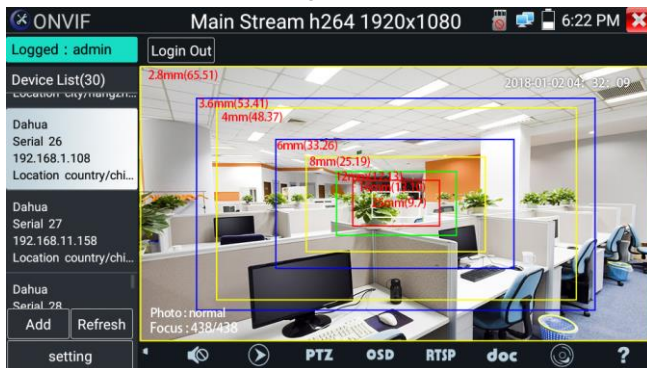 ONVIF
Main Stream h264 1920x1080
6:22 PM
Logged : admin
Login Out
Device List(30)
Location city/hangzh...
2.8mm(65.51)
2018-01-02 04: 32: 09
3.6mm(53.41)
4mm(48.37)
6mm(33.26)
8mm(25.19)
Dahua
Serial 26
192.168.1.108
Location country/chi...
Dahua
Serial 27
192.168.11.158
Location country/chi...
Dahua
Serial 28
Photo : normal
Focus : 438/438
Add
Refresh
setting
PTZ
OSD
RTSP
doc
?